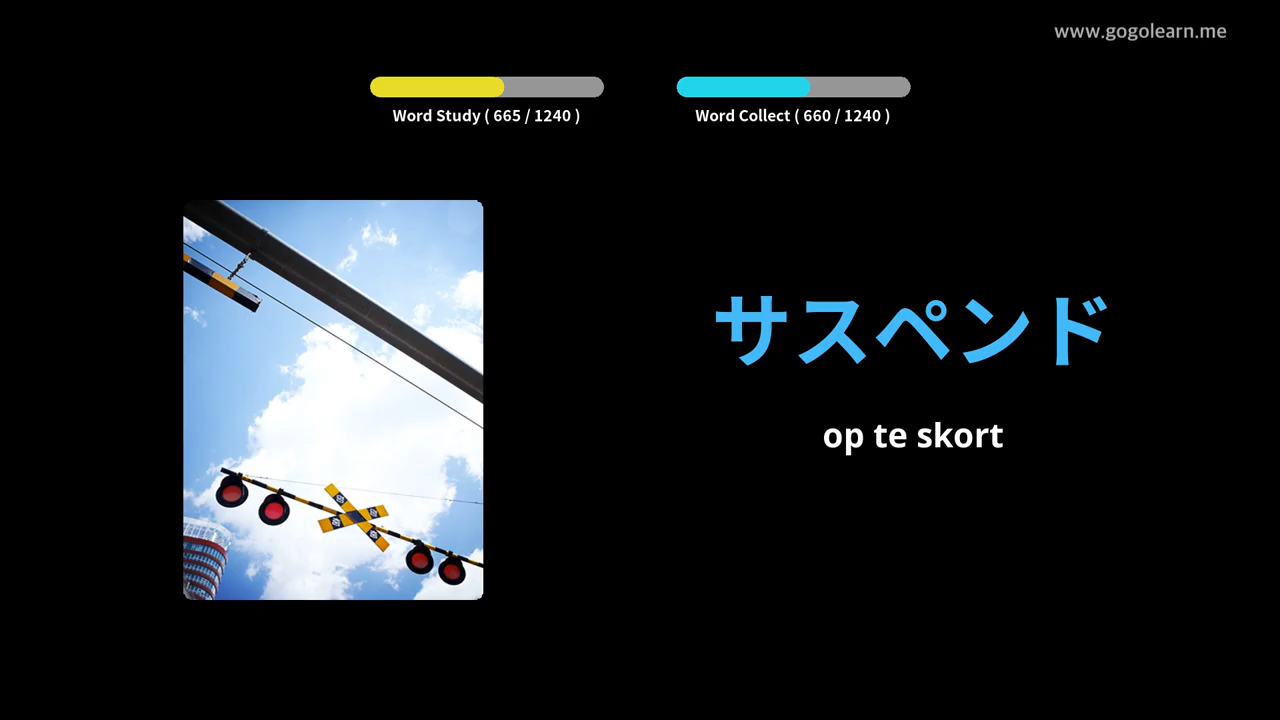 www.gogolearn.me
Word Study ( 665 / 1240 )
Word Collect ( 660 / 1240 )
サスペンド
op te skort